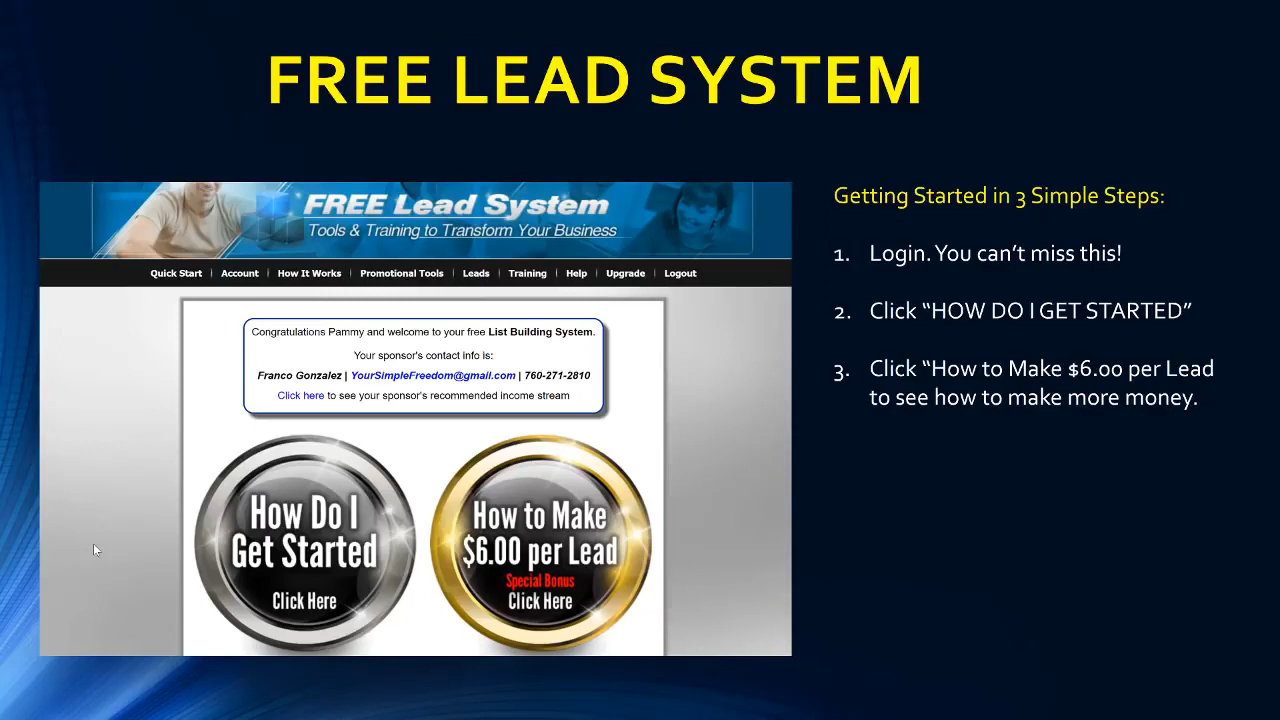 FREE LEAD SYSTEM
FREE Lead System
Tools & Training to Transform Your Business
Quick Start | Account | How It Works | Promotional Tools | Leads | Training | Help | Upgrade | Logout
Congratulations Pammy and welcome to your free List Building System.
Your sponsor's contact info is:
Franco Gonzalez | YourSimpleFreedom@gmail.com | 760-271-2810
Click here to see your sponsor's recommended income stream
How Do I
Get Started
Click Here
How to Make
$6.00 per Lead
Special Bonus
Click Here
Getting Started in 3 Simple Steps:
1. Login. You can’t miss this!
2. Click “HOW DO I GET STARTED”
3. Click “How to Make $6.00 per Lead
to see how to make more money.